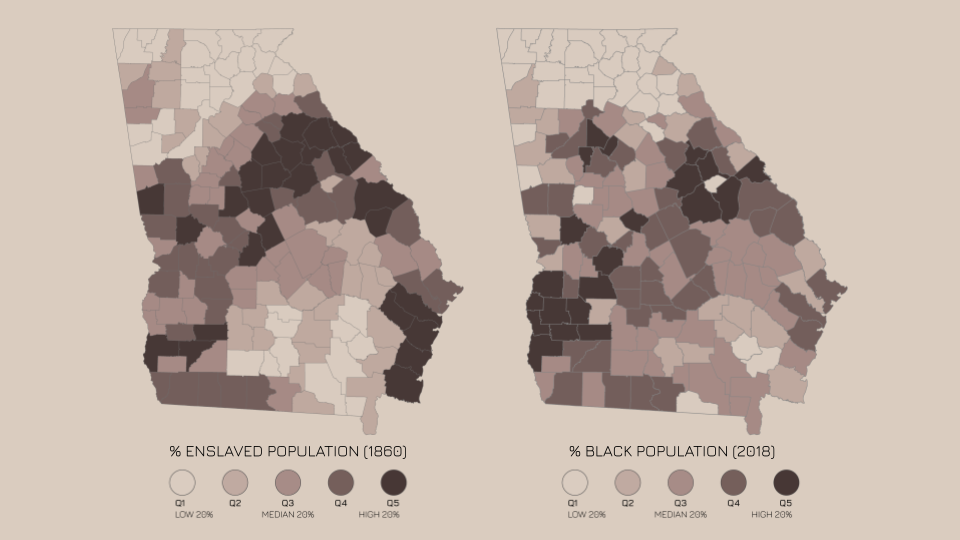 % ENSLAVED POPULATION (1860)
Q1 Q2 Q3 Q4 Q5
LOW 20% MEDIAN 20% HIGH 20%
% BLACK POPULATION (2018)
Q1 Q2 Q3 Q4 Q5
LOW 20% MEDIAN 20% HIGH 20%